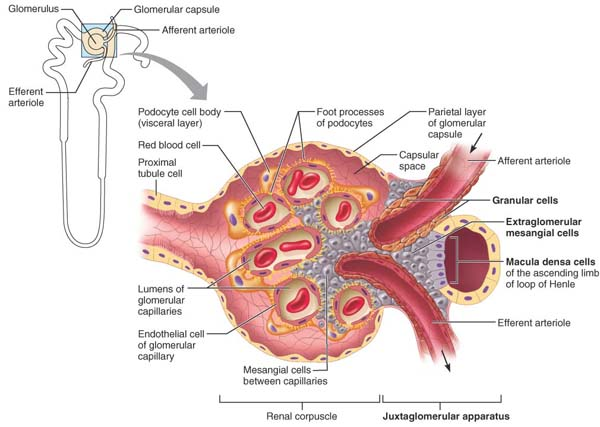 Glomerulus
Glomerular capsule
Afferent arteriole
Efferent
arteriole
Podocyte cell body
(visceral layer)
Red blood cell
Proximal
tubule cell
Foot processes
of podocytes
Parietal layer
of glomerular
capsule
Capsular
space
Afferent arteriole
Granular cells
Extraglomerular
mesangial cells
Macula densa cells
of the ascending limb
of loop of Henle
Lumens of
glomerular
capillaries
Endothelial cell
of glomerular
capillary
Efferent arteriole
Mesangial cells
between capillaries
Renal corpuscle
Juxtaglomerular apparatus